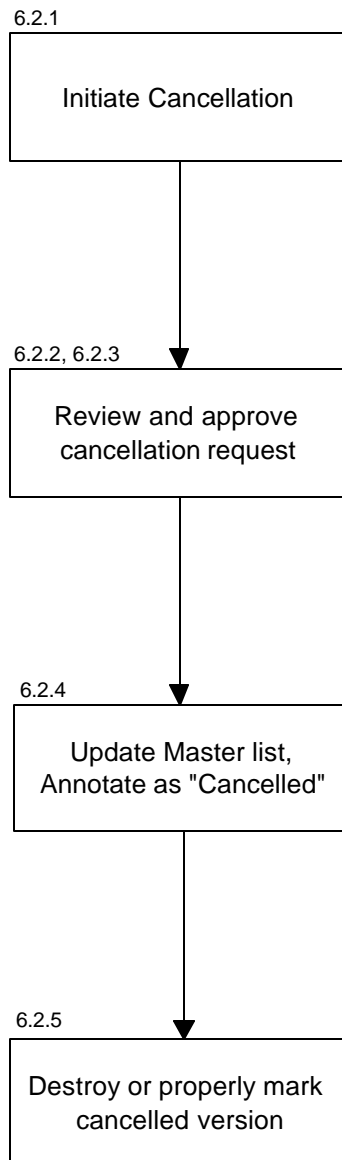 6.2.1
Initiate Cancellation
6.2.2, 6.2.3
Review and approve
cancellation request
6.2.4
Update Master list,
Annotate as "Cancelled"
6.2.5
Destroy or properly mark
cancelled version